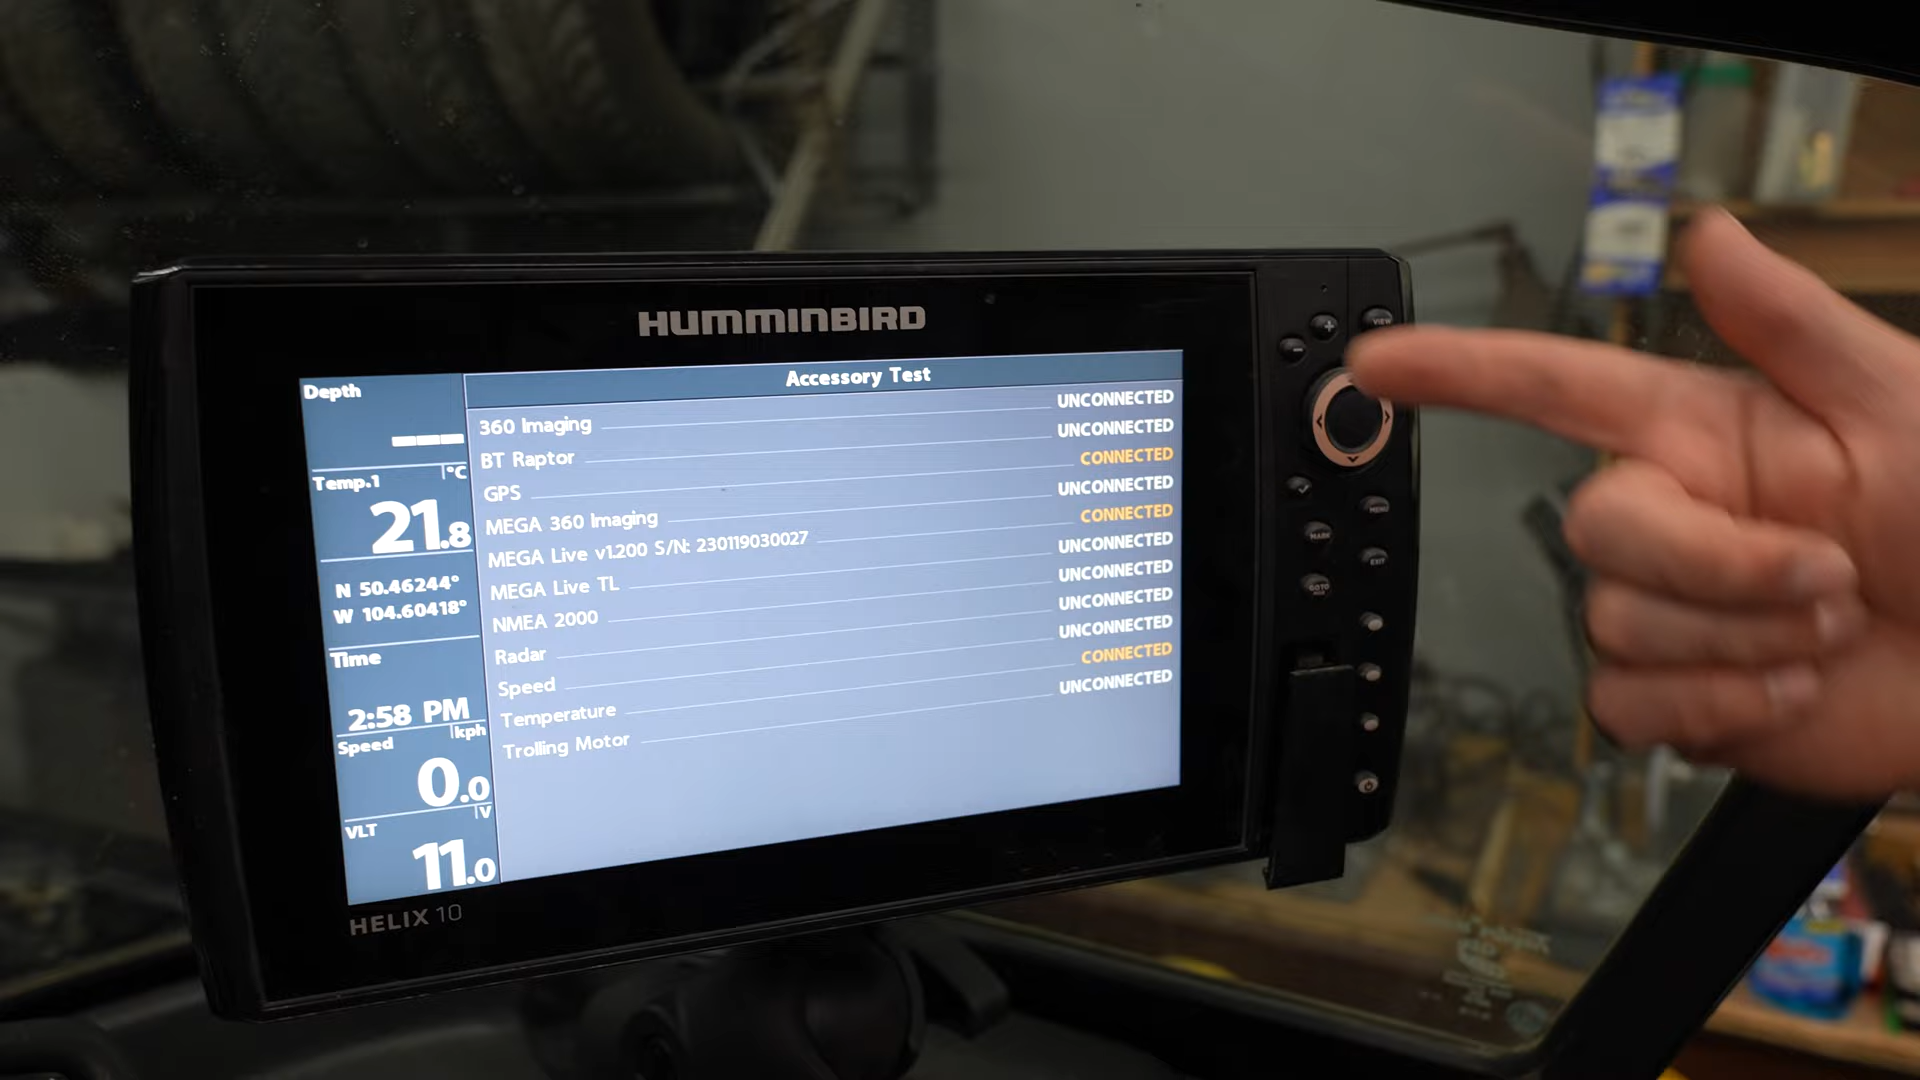 HUMMINBIRD
Depth
Accessory Test
360 Imaging UNCONNECTED
BT Raptor UNCONNECTED
GPS CONNECTED
MEGA 360 Imaging UNCONNECTED
MEGA Live v1.200 S/N: 230119030027 CONNECTED
MEGA Live TL UNCONNECTED
NMEA 2000 UNCONNECTED
Radar UNCONNECTED
Speed UNCONNECTED
Temperature CONNECTED
Trolling Motor UNCONNECTED
---
Temp.1 °C
21.8
N 50.46244°
W 104.60418°
Time
2:58 PM
Speed kph
0.0
VLT V
11.0
HELIX 10
VIEW
MENU
MARK
EXIT
GOTO